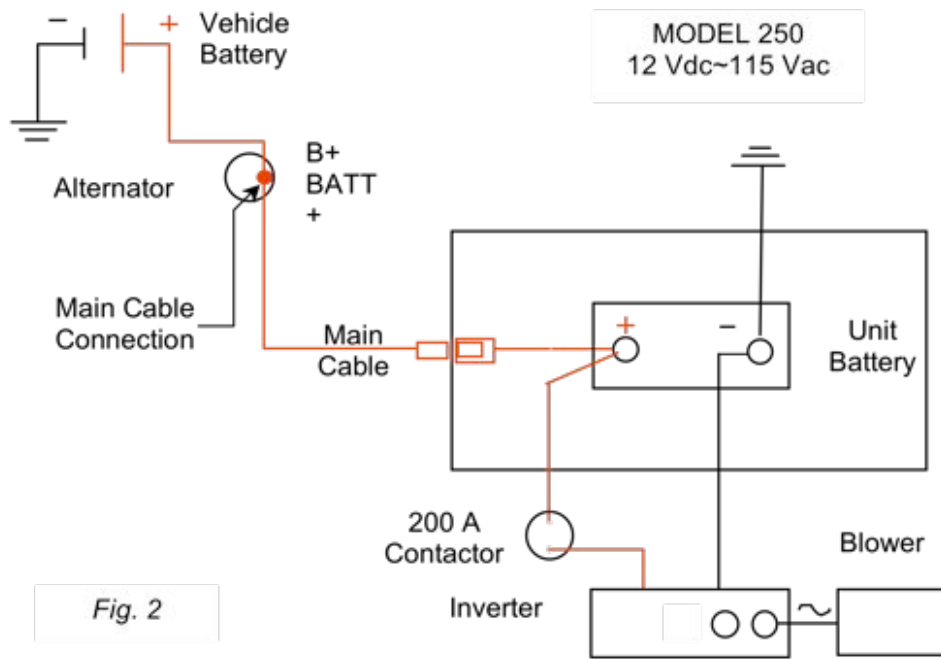 − + Vehicle
Battery
MODEL 250
12 Vdc~115 Vac
B+
BATT
+
Alternator
Main Cable
Connection
Main
Cable
+ −
Unit
Battery
200 A
Contactor
Blower
Inverter
~
Fig. 2